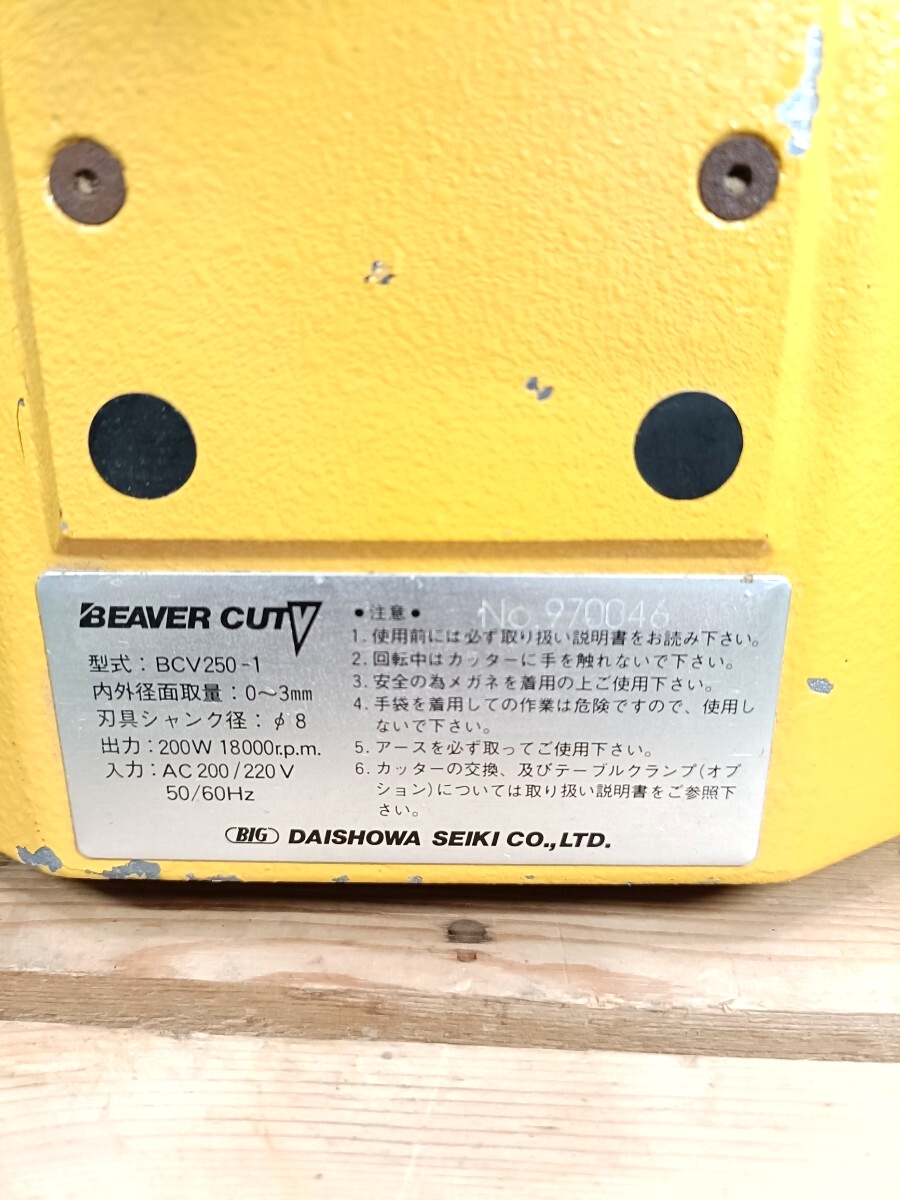 BEAVER CUT V
型式：BCV250-1
内外径面取量：0～3mm
刃具シャンク径：φ8
出力：200W 18000r.p.m.
入力：AC200/220V
50/60Hz
●注意●
No.970046
1. 使用前には必ず取り扱い説明書をお読み下さい。
2. 回転中はカッターに手を触れないで下さい。
3. 安全の為メガネを着用の上ご使用下さい。
4. 手袋を着用しての作業は危険ですので、使用し
ないで下さい。
5. アースを必ず取ってご使用下さい。
6. カッターの交換、及びテーブルクランプ(オプ
ション)については取り扱い説明書をご参照下
さい。
BIG DAISHOWA SEIKI CO.,LTD.